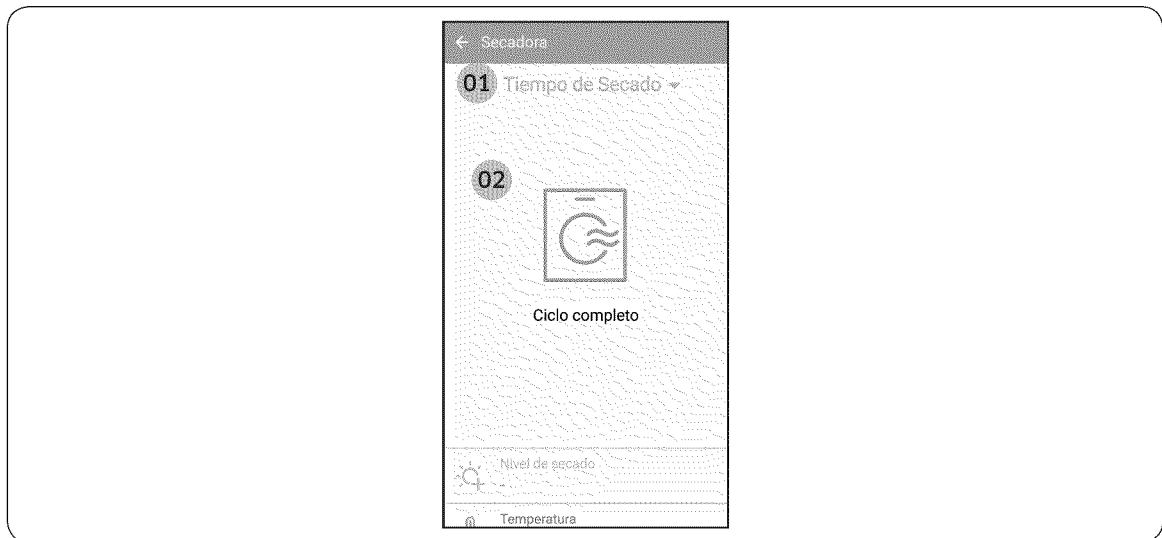 ← Secadora
01 Tiempo de Secado
02
Ciclo completo
Nivel de secado
-
Temperatura